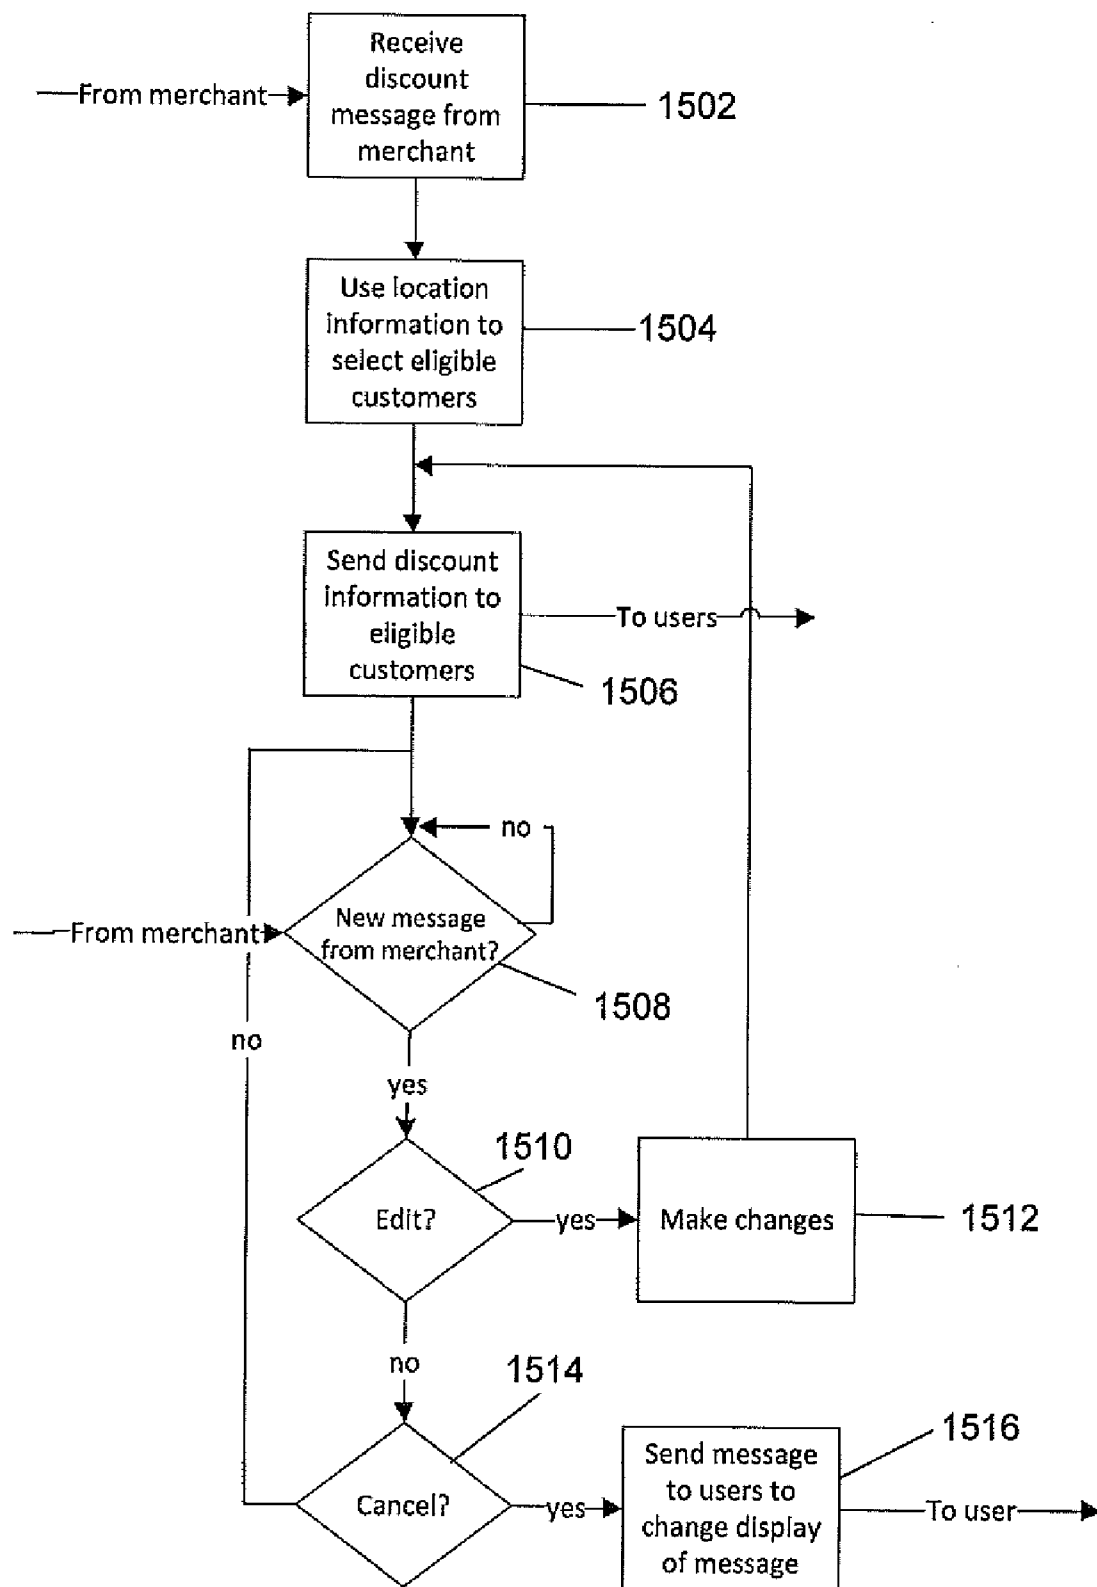 Receive
discount
message from
merchant
From merchant
1502
Use location
information to
select eligible
customers
1504
Send discount
information to
eligible
customers
To users
1506
no
New message
from merchant?
From merchant
1508
no
yes
1510
Edit?
yes
Make changes
1512
no
1514
Cancel?
yes
Send message
to users to
change display
of message
1516
To user